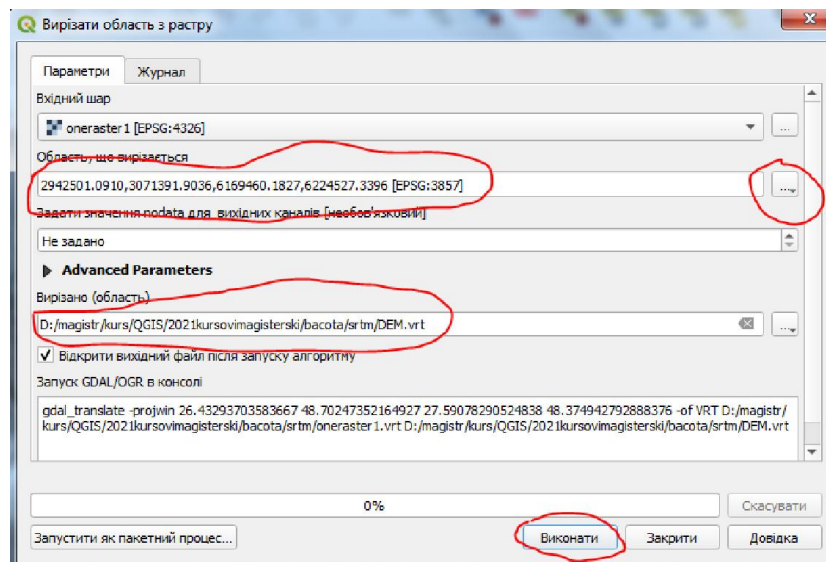 Вирізати область з растру
Параметри Журнал
Вхідний шар
oneraster1 [EPSG:4326]
Область, що вирізається
2942501.0910,3071391.9036,6169460.1827,6224527.3396 [EPSG:3857]
Задати значення nodata для вихідних каналів [необов'язковий]
Не задано
Advanced Parameters
Вирізано (область)
D:/magistr/kurs/QGIS/2021kursovimagisterski/bacota/srtm/DEM.vrt
Відкрити вихідний файл після запуску алгоритму
Запуск GDAL/OGR в консолі
gdal_translate -projwin 26.43293703583667 48.70247352164927 27.59078290524838 48.374942792888376 -of VRT D:/magistr/
kurs/QGIS/2021kursovimagisterski/bacota/srtm/oneraster1.vrt D:/magistr/kurs/QGIS/2021kursovimagisterski/bacota/srtm/DEM.vrt
0% Скасувати
Запустити як пакетний процес... Виконати Закрити Довідка